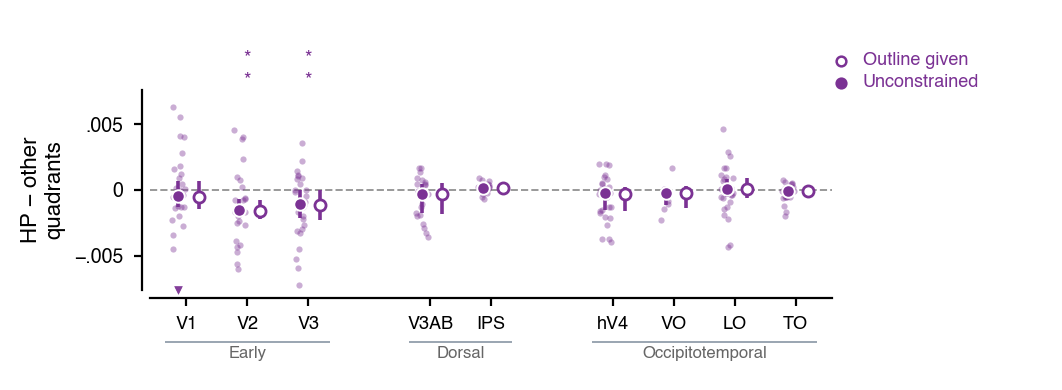 * *
* *
Outline given
Unconstrained
HP – other
quadrants
.005
0
–.005
V1 V2 V3 V3AB IPS hV4 VO LO TO
Early Dorsal Occipitotemporal